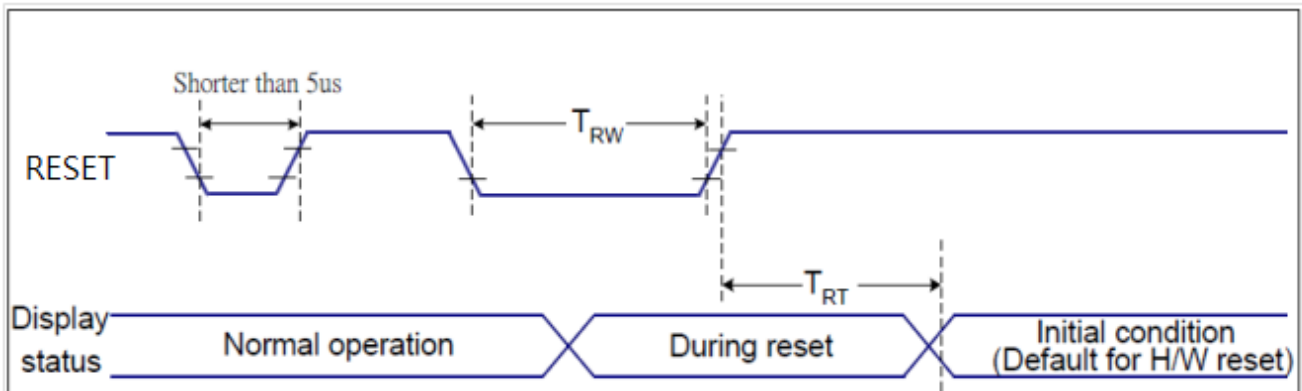 Shorter than 5us
TRW
RESET
TRT
Display
status
Normal operation
During reset
Initial condition
(Default for H/W reset)